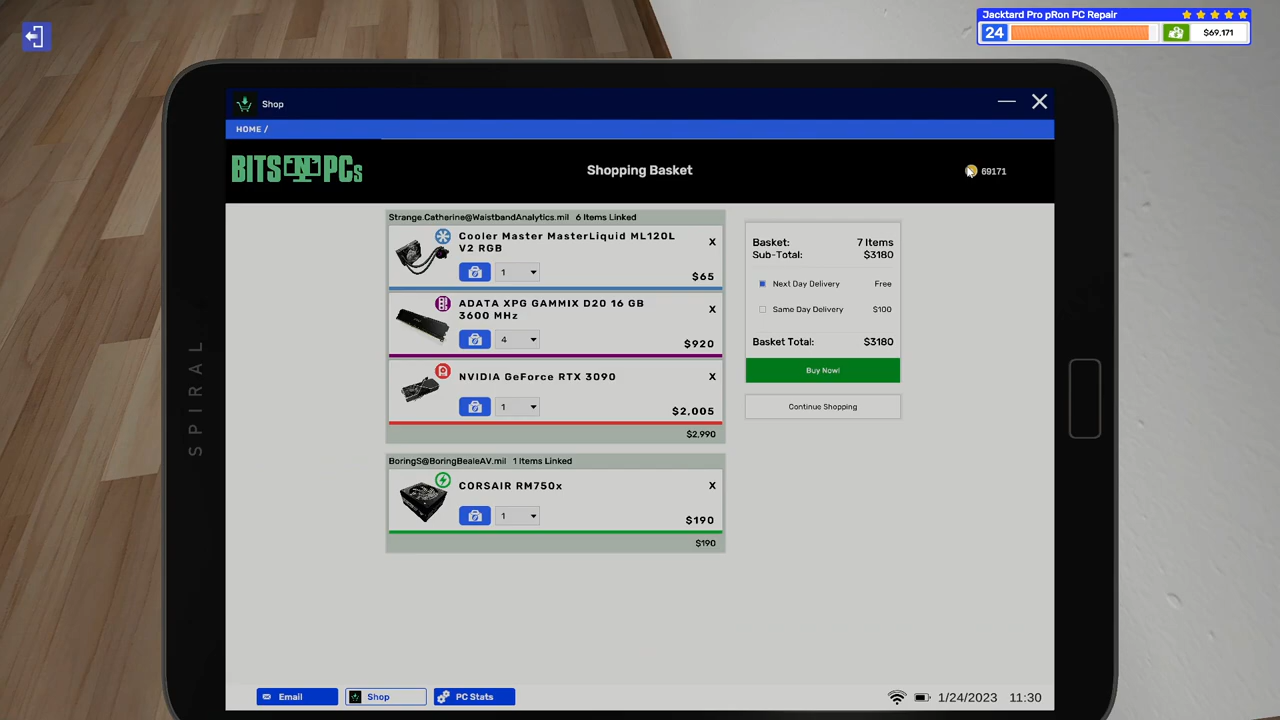 Jacktard Pro pRon PC Repair
24
$69,171
Shop
HOME /
BITS N PCs
Shopping Basket
69171
Strange.Catherine@WaistbandAnalytics.mil 6 Items Linked
Cooler Master MasterLiquid ML120L
V2 RGB
X
1
$65
ADATA XPG GAMMIX D20 16 GB
3600 MHz
X
4
$920
NVIDIA GeForce RTX 3090
X
1
$2,005
$2,990
BoringS@BoringBealeAV.mil 1 Items Linked
CORSAIR RM750x
X
1
$190
$190
Basket: 7 Items
Sub-Total: $3180
Next Day Delivery Free
Same Day Delivery $100
Basket Total: $3180
Buy Now!
Continue Shopping
SPIRAL
Email
Shop
PC Stats
1/24/2023 11:30